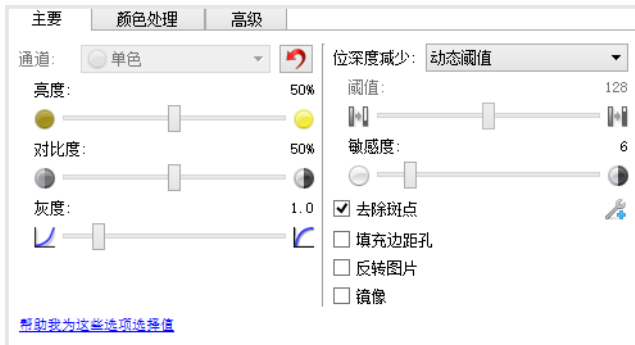 主要 颜色处理 高级
通道: 单色
亮度: 50%
对比度: 50%
灰度: 1.0
帮助我为这些选项选择值
位深度减少: 动态阈值
阈值: 128
敏感度: 6
去除斑点
填充边距孔
反转图片
镜像